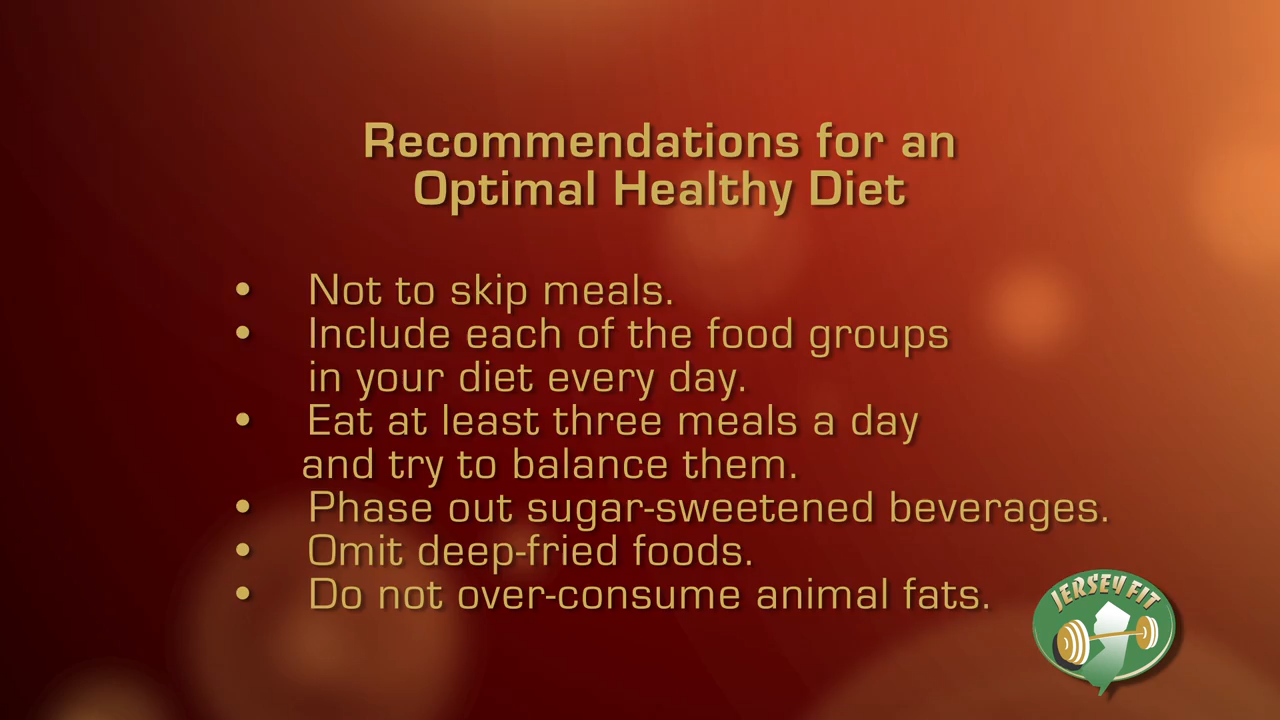 Recommendations for an
Optimal Healthy Diet
• Not to skip meals.
• Include each of the food groups
in your diet every day.
• Eat at least three meals a day
and try to balance them.
• Phase out sugar-sweetened beverages.
• Omit deep-fried foods.
• Do not over-consume animal fats.
JERSEY FIT